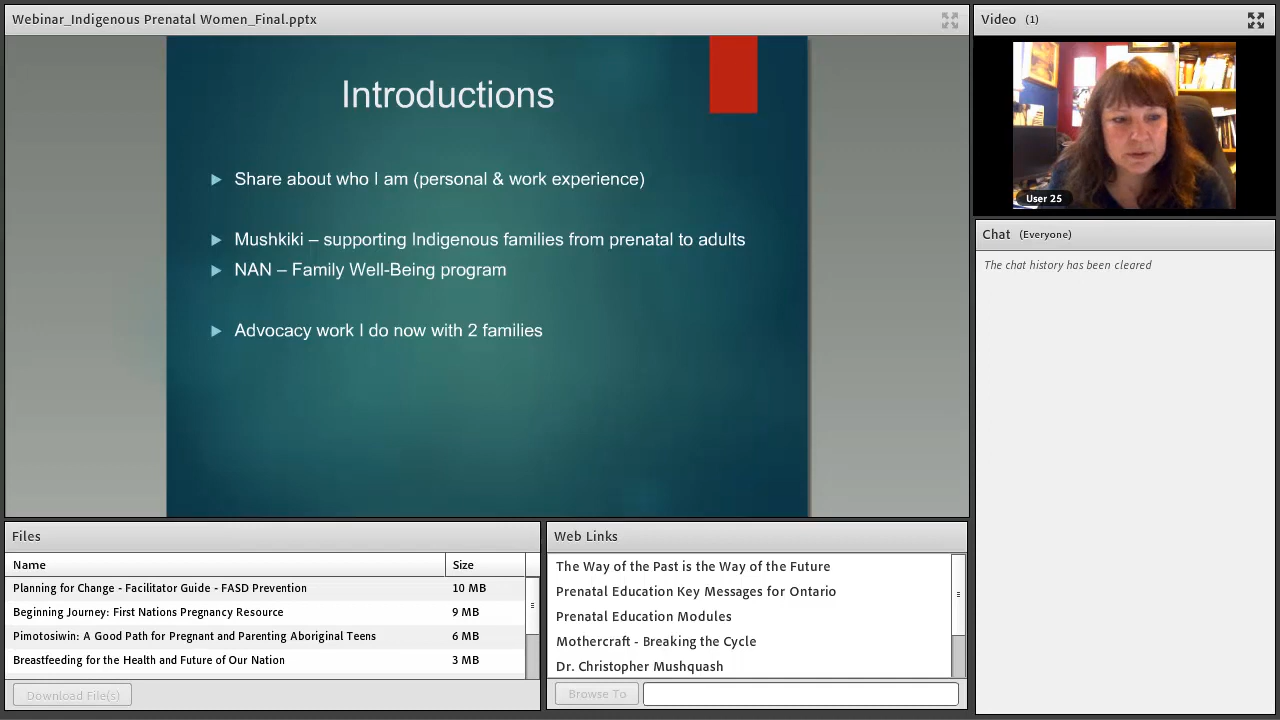 Webinar_Indigenous Prenatal Women_Final.pptx
Introductions
Share about who I am (personal & work experience)
Mushkiki – supporting Indigenous families from prenatal to adults
NAN – Family Well-Being program
Advocacy work I do now with 2 families
Video (1)
User 25
Chat (Everyone)
The chat history has been cleared
Files
Name Size
Planning for Change - Facilitator Guide - FASD Prevention 10 MB
Beginning Journey: First Nations Pregnancy Resource 9 MB
Pimotosiwin: A Good Path for Pregnant and Parenting Aboriginal Teens 6 MB
Breastfeeding for the Health and Future of Our Nation 3 MB
Download File(s)
Web Links
The Way of the Past is the Way of the Future
Prenatal Education Key Messages for Ontario
Prenatal Education Modules
Mothercraft - Breaking the Cycle
Dr. Christopher Mushquash
Browse To